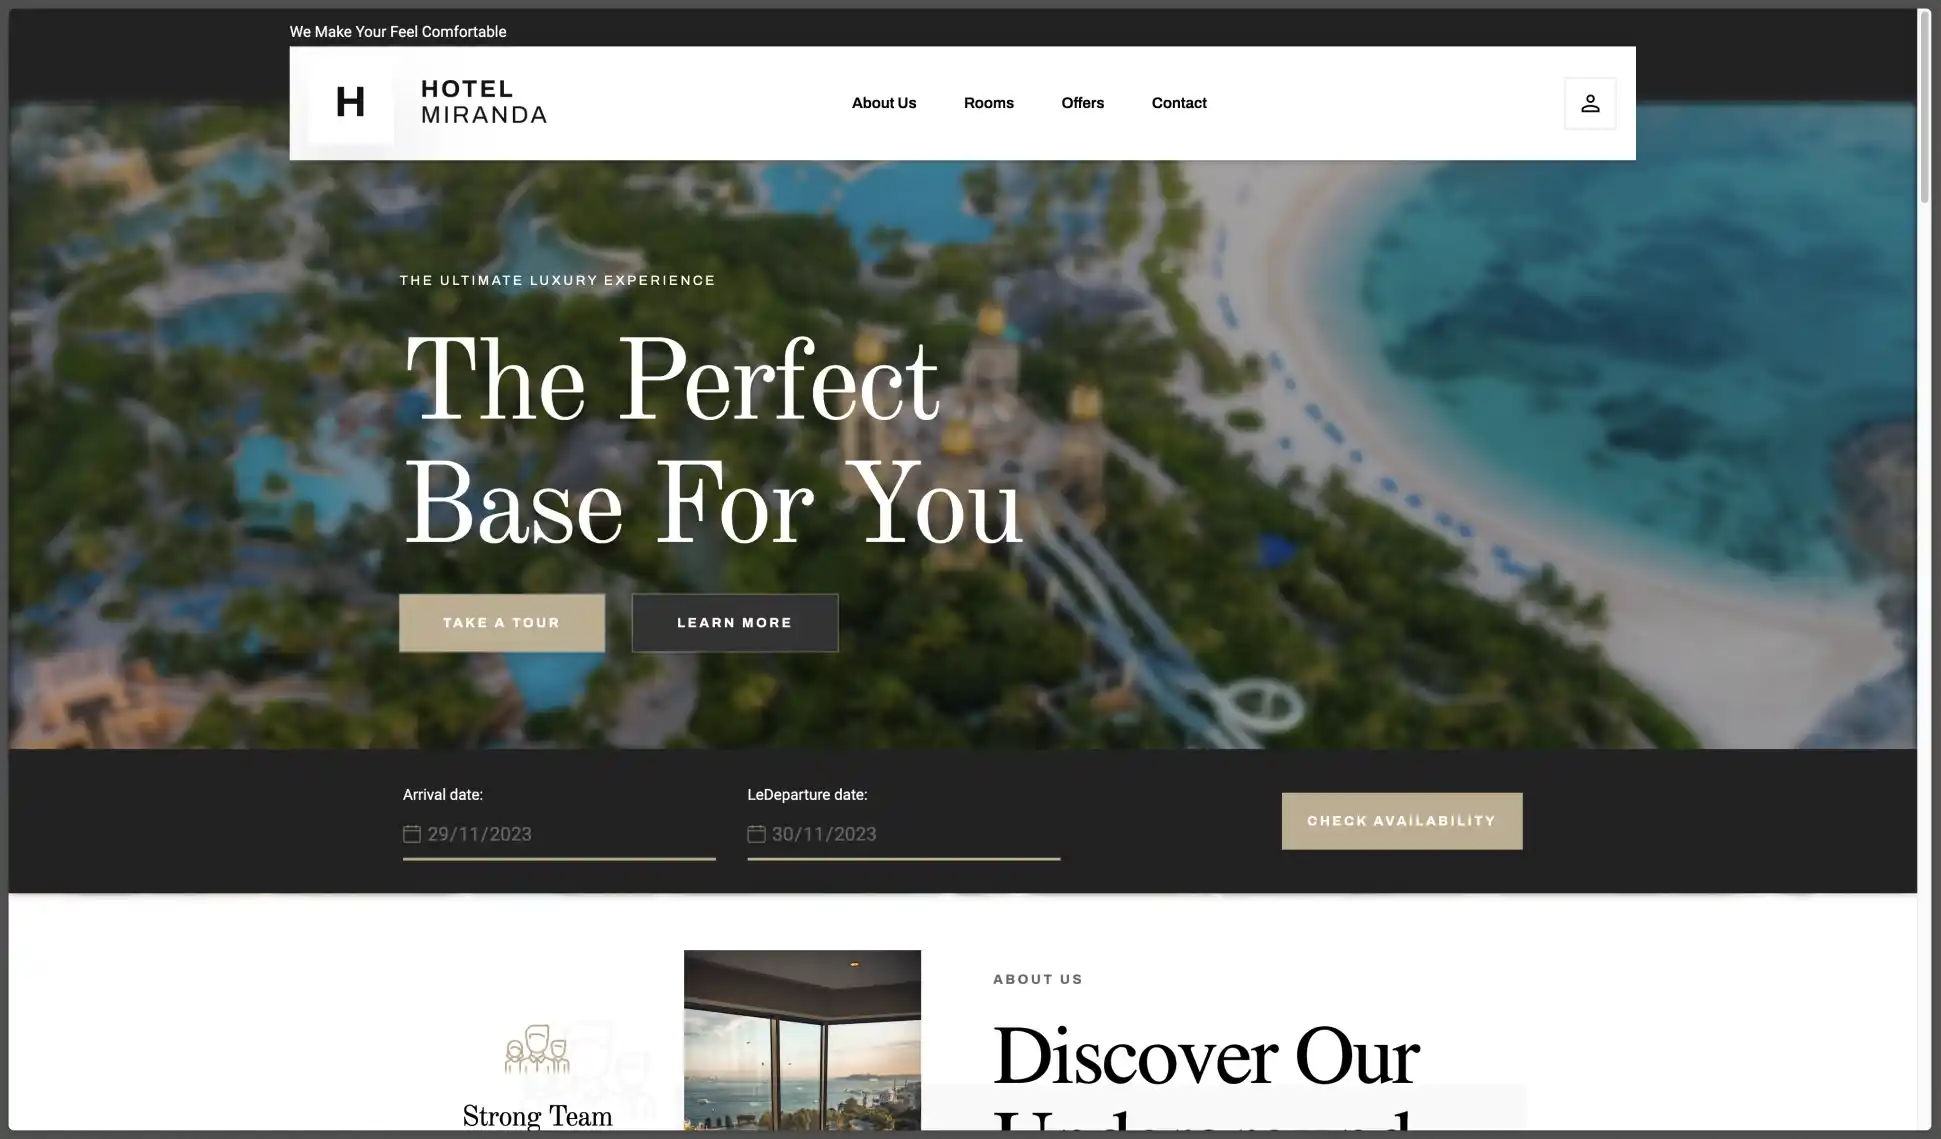 We Make Your Feel Comfortable
H
HOTEL
MIRANDA
About Us
Rooms
Offers
Contact
THE ULTIMATE LUXURY EXPERIENCE
The Perfect
Base For You
TAKE A TOUR
LEARN MORE
Arrival date:
29/11/2023
LeDeparture date:
30/11/2023
CHECK AVAILABILITY
Strong Team
ABOUT US
Discover Our
Underground